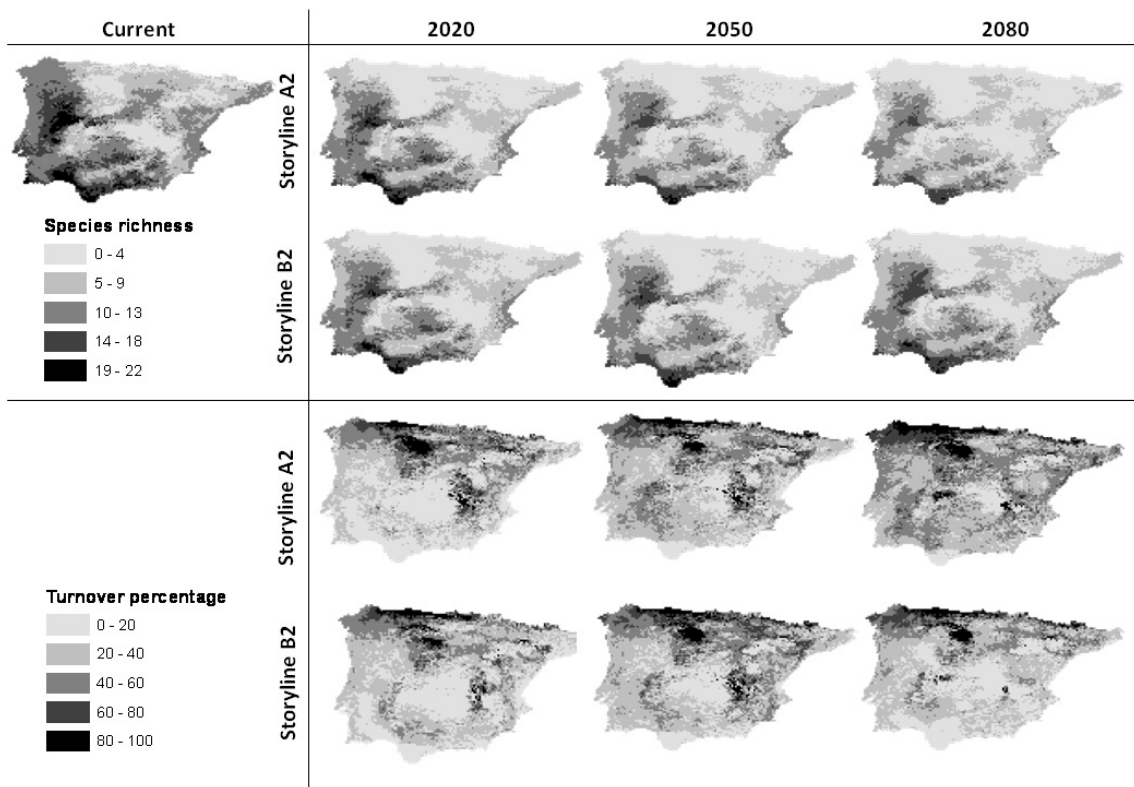 Current
2020
2050
2080
Storyline A2
Storyline B2
Species richness
0 - 4
5 - 9
10 - 13
14 - 18
19 - 22
Storyline A2
Storyline B2
Turnover percentage
0 - 20
20 - 40
40 - 60
60 - 80
80 - 100